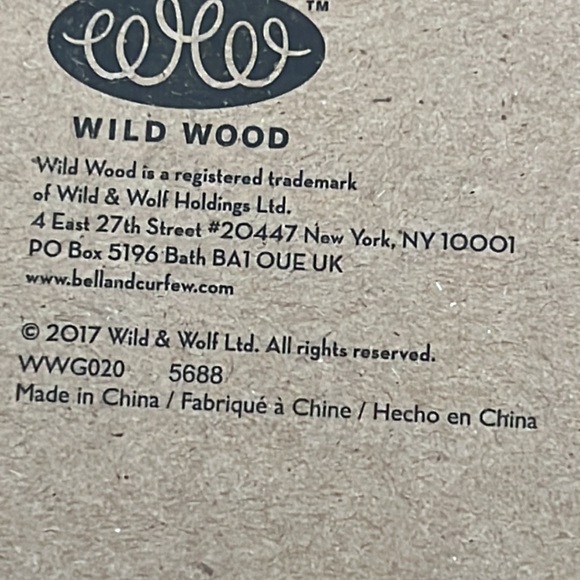 WW ™
WILD WOOD
Wild Wood is a registered trademark
of Wild & Wolf Holdings Ltd.
4 East 27th Street #20447 New York, NY 10001
PO Box 5196 Bath BA1 0UE UK
www.bellandcurfew.com
© 2017 Wild & Wolf Ltd. All rights reserved.
WWG020 5688
Made in China / Fabriqué à Chine / Hecho en China